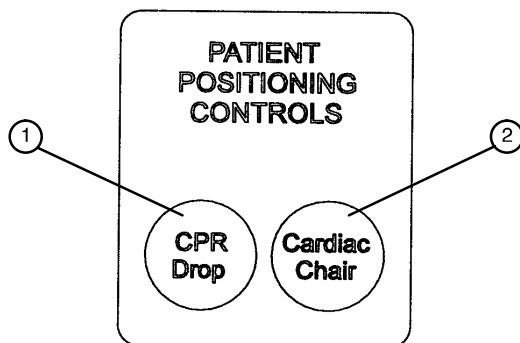 PATIENT
POSITIONING
CONTROLS
1
2
CPR
Drop
Cardiac
Chair